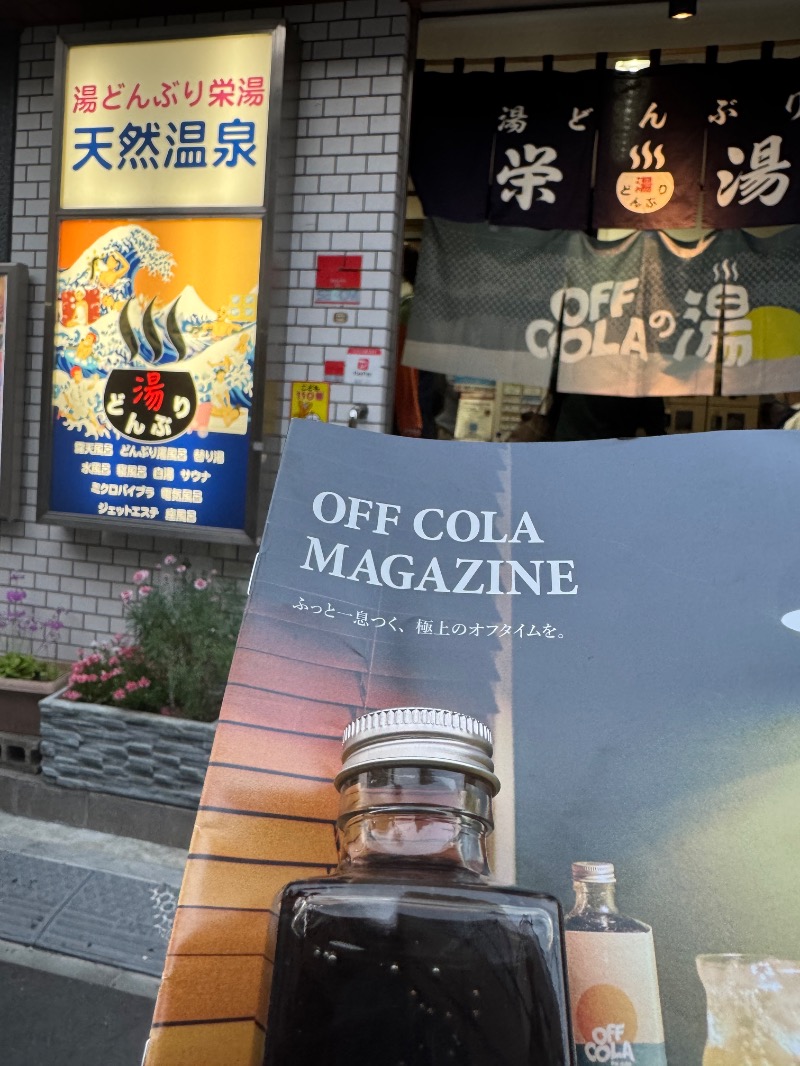 湯どんぶり栄湯
天然温泉
湯
どんぶり
露天風呂 どんぶり湯風呂 替り湯
水風呂 寝風呂 白湯 サウナ
ミクロバイブラ 電気風呂
ジェットエステ 座風呂
湯どんぶり
栄湯
湯
どんぶり
OFF
COLAの湯
こども
110番
OFF COLA
MAGAZINE
ふっと一息つく、極上のオフタイムを。
OFF
COLA